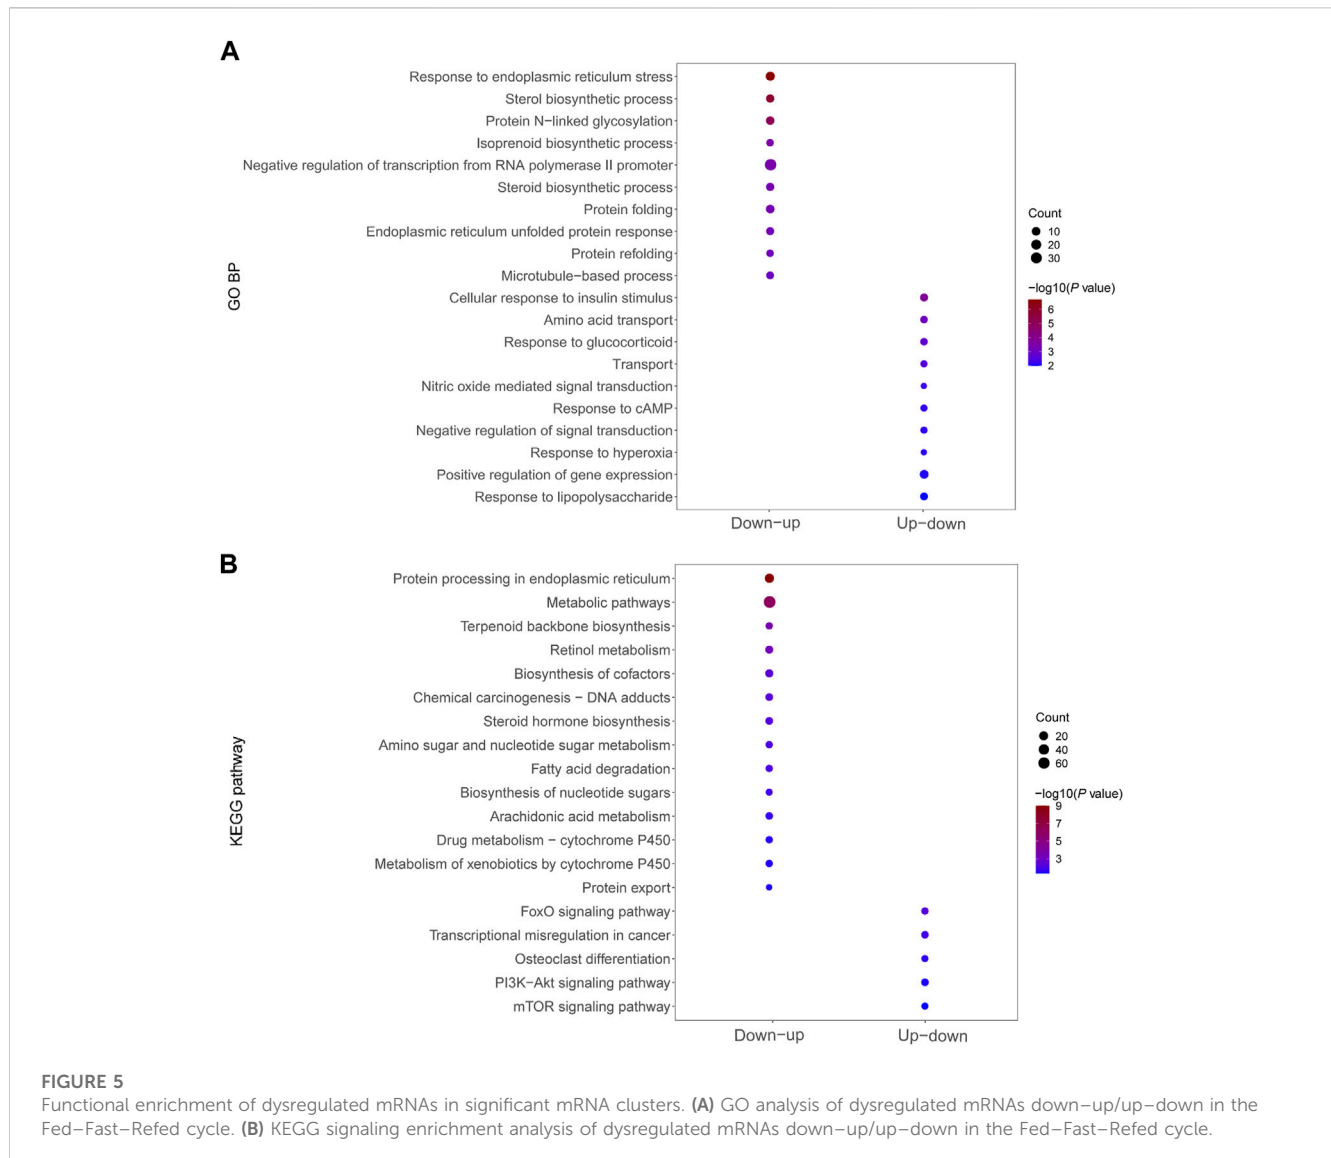 A
Response to endoplasmic reticulum stress
Sterol biosynthetic process
Protein N−linked glycosylation
Isoprenoid biosynthetic process
Negative regulation of transcription from RNA polymerase II promoter
Steroid biosynthetic process
Protein folding
Endoplasmic reticulum unfolded protein response
Protein refolding
Microtubule−based process
Cellular response to insulin stimulus
Amino acid transport
Response to glucocorticoid
Transport
Nitric oxide mediated signal transduction
Response to cAMP
Negative regulation of signal transduction
Response to hyperoxia
Positive regulation of gene expression
Response to lipopolysaccharide
GO BP
Down−up
Up−down
Count
10
20
30
−log10(P value)
6
5
4
3
2
B
Protein processing in endoplasmic reticulum
Metabolic pathways
Terpenoid backbone biosynthesis
Retinol metabolism
Biosynthesis of cofactors
Chemical carcinogenesis − DNA adducts
Steroid hormone biosynthesis
Amino sugar and nucleotide sugar metabolism
Fatty acid degradation
Biosynthesis of nucleotide sugars
Arachidonic acid metabolism
Drug metabolism − cytochrome P450
Metabolism of xenobiotics by cytochrome P450
Protein export
FoxO signaling pathway
Transcriptional misregulation in cancer
Osteoclast differentiation
PI3K−Akt signaling pathway
mTOR signaling pathway
KEGG pathway
Down−up
Up−down
Count
20
40
60
−log10(P value)
9
7
5
3
FIGURE 5
Functional enrichment of dysregulated mRNAs in significant mRNA clusters. (A) GO analysis of dysregulated mRNAs down–up/up–down in the
Fed–Fast–Refed cycle. (B) KEGG signaling enrichment analysis of dysregulated mRNAs down–up/up–down in the Fed–Fast–Refed cycle.